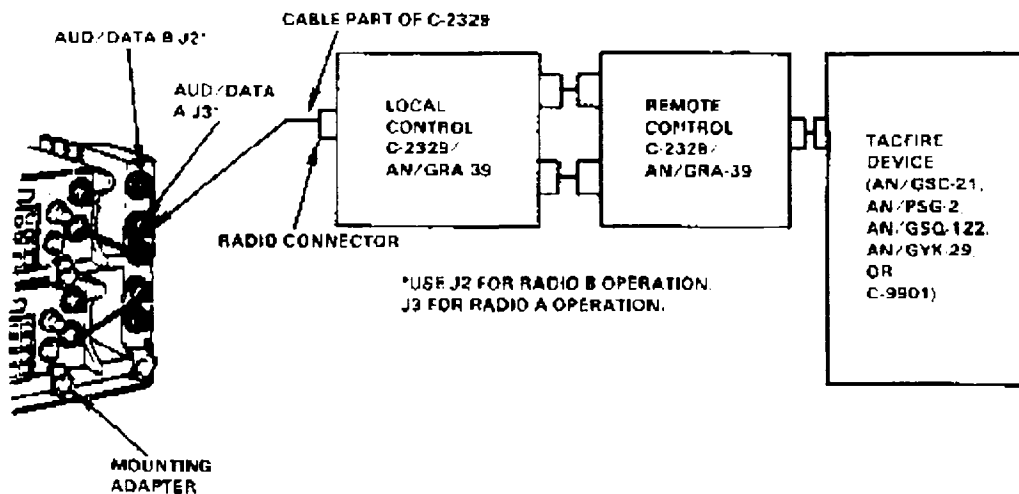 CABLE PART OF C-2329
AUD/DATA B J2*
AUD/DATA
A J3*
LOCAL
CONTROL
C-2329/
AN/GRA-39
REMOTE
CONTROL
C-2328/
AN/GRA-39
TACFIRE
DEVICE
(AN/GSC-21,
AN/PSG-2
AN/GSQ-122,
AN/GYK-29
OR
C-9901)
RADIO CONNECTOR
*USE J2 FOR RADIO B OPERATION.
J3 FOR RADIO A OPERATION.
MOUNTING
ADAPTER